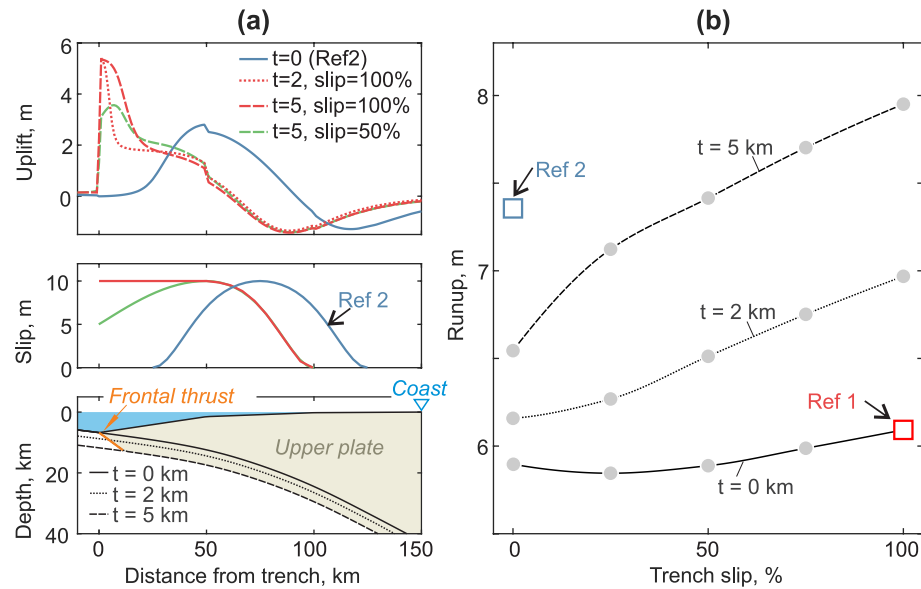 (a)
6
4
2
0
Uplift, m
t=0 (Ref2)
t=2, slip=100%
t=5, slip=100%
t=5, slip=50%
10
5
0
Slip, m
Ref 2
Frontal thrust
Coast
Upper plate
0
20
40
Depth, km
t = 0 km
t = 2 km
t = 5 km
0
50
100
150
Distance from trench, km
(b)
8
7
6
Runup, m
t = 5 km
Ref 2
t = 2 km
Ref 1
t = 0 km
0
50
100
Trench slip, %